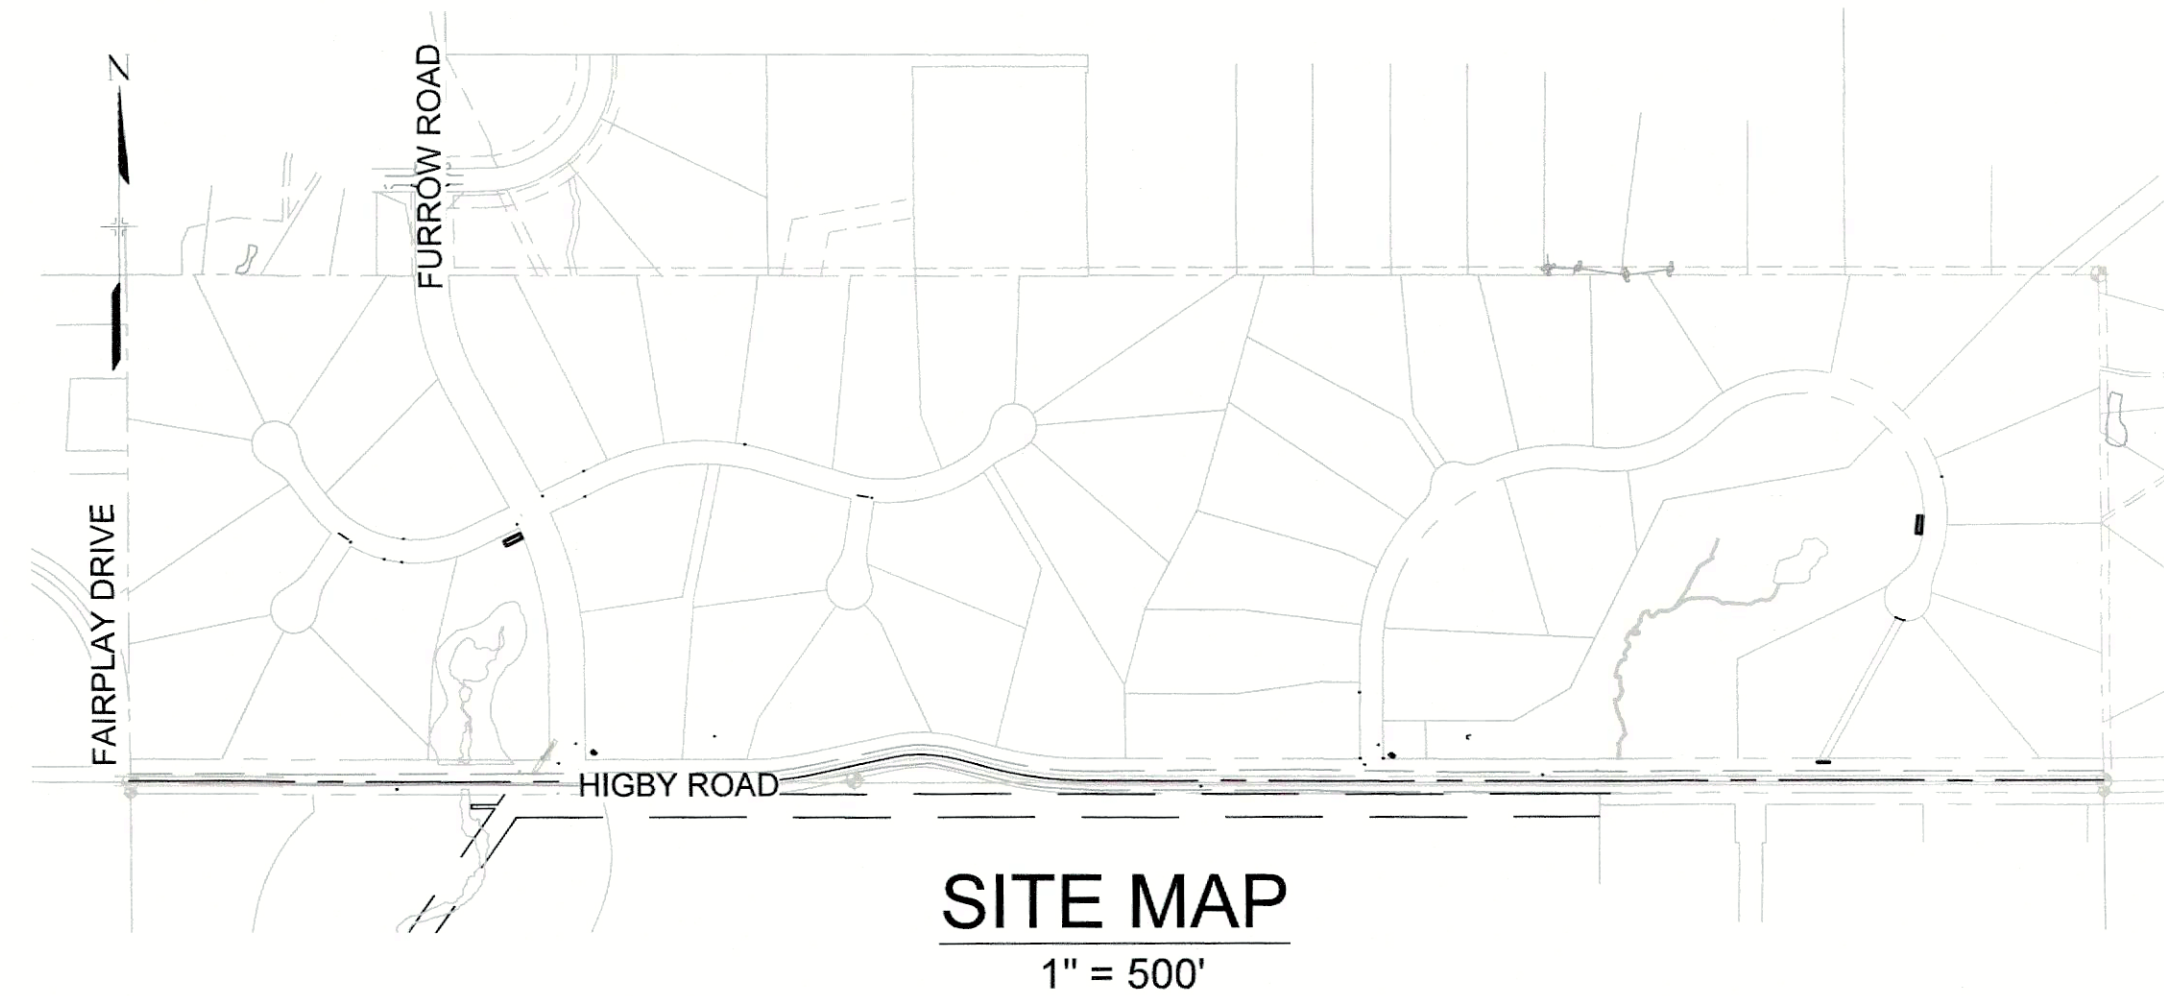 N
FURROW ROAD
FAIRPLAY DRIVE
HIGBY ROAD
SITE MAP
1" = 500'